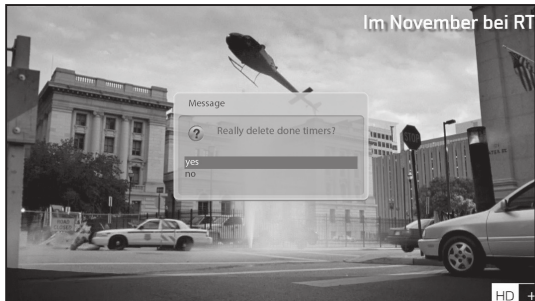 Im November bei RT
Message
? Really delete done timers?
yes
no
HD +